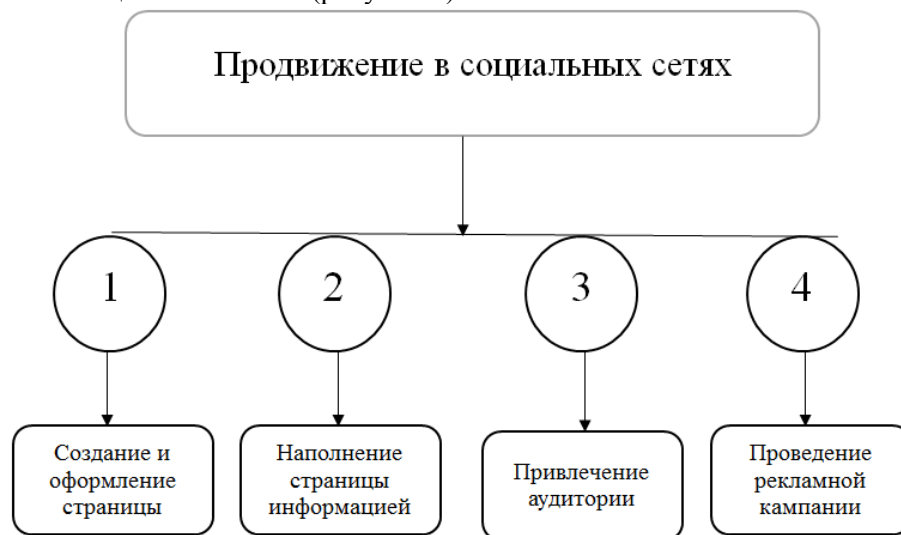 Продвижение в социальных сетях
1
2
3
4
Создание и
оформление
страницы
Наполнение
страницы
информацией
Привлечение
аудитории
Проведение
рекламной
кампании